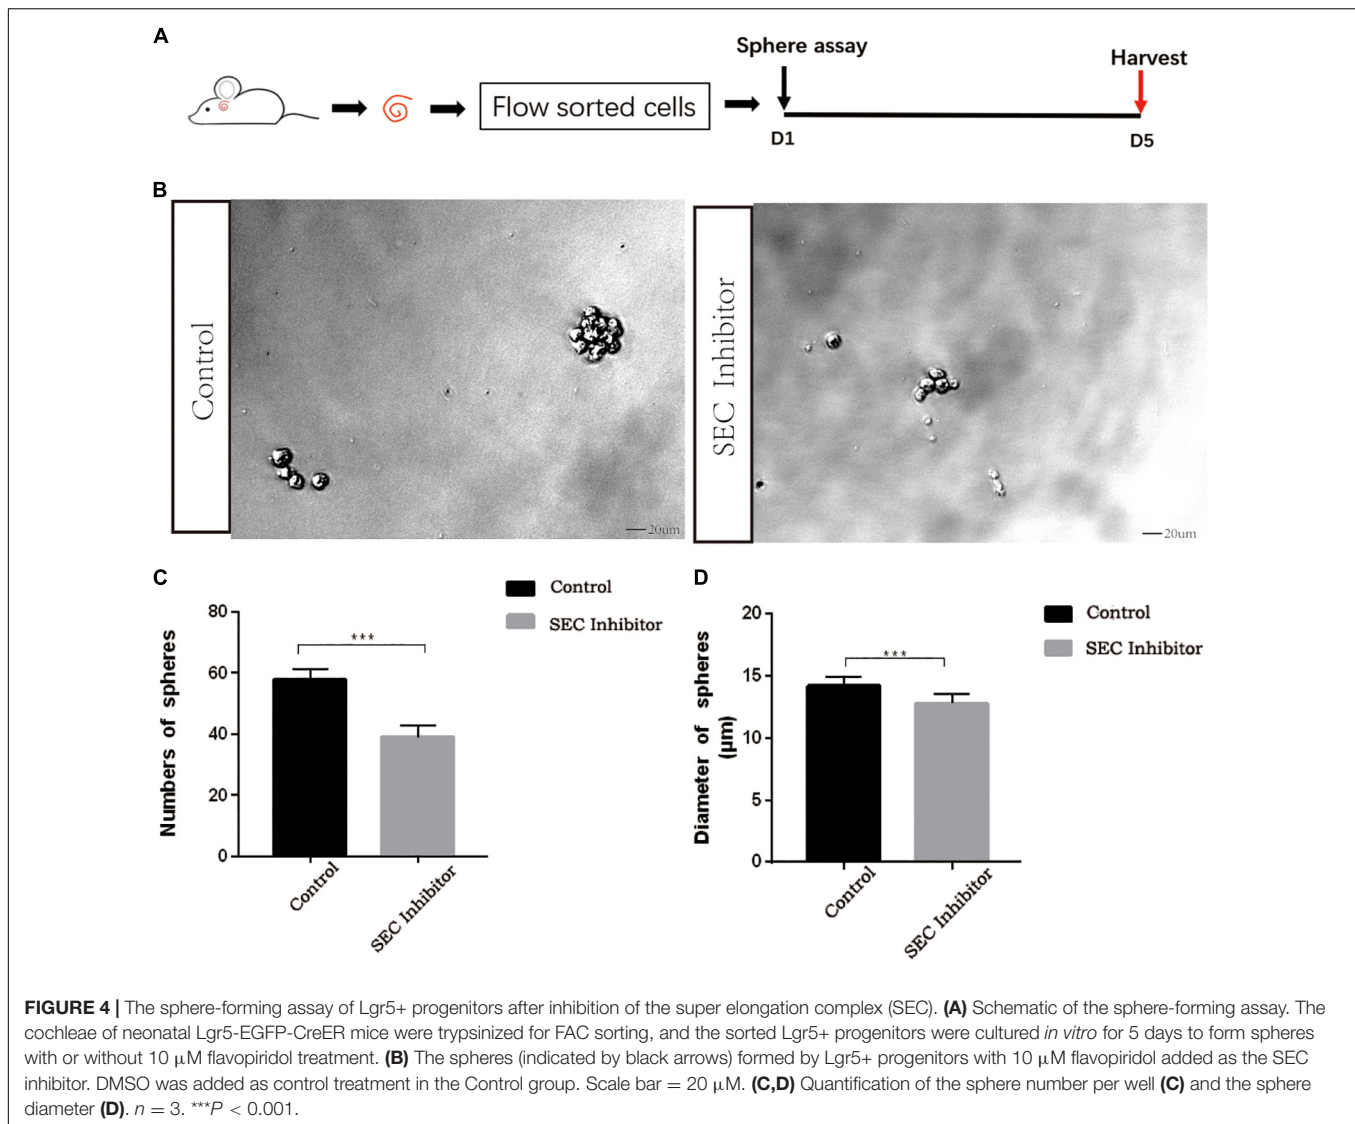 A
Sphere assay
Harvest
Flow sorted cells
D1
D5
B
Control
20um
SEC Inhibitor
20um
C
Control
SEC Inhibitor
80
60
40
20
0
Numbers of spheres
***
Control
SEC Inhibitor
D
Control
SEC Inhibitor
20
15
10
5
0
Diameter of spheres
(μm)
***
Control
SEC Inhibitor
FIGURE 4 | The sphere-forming assay of Lgr5+ progenitors after inhibition of the super elongation complex (SEC). (A) Schematic of the sphere-forming assay. The
cochleae of neonatal Lgr5-EGFP-CreER mice were trypsinized for FAC sorting, and the sorted Lgr5+ progenitors were cultured in vitro for 5 days to form spheres
with or without 10 μM flavopiridol treatment. (B) The spheres (indicated by black arrows) formed by Lgr5+ progenitors with 10 μM flavopiridol added as the SEC
inhibitor. DMSO was added as control treatment in the Control group. Scale bar = 20 μM. (C,D) Quantification of the sphere number per well (C) and the sphere
diameter (D). n = 3. ***P < 0.001.